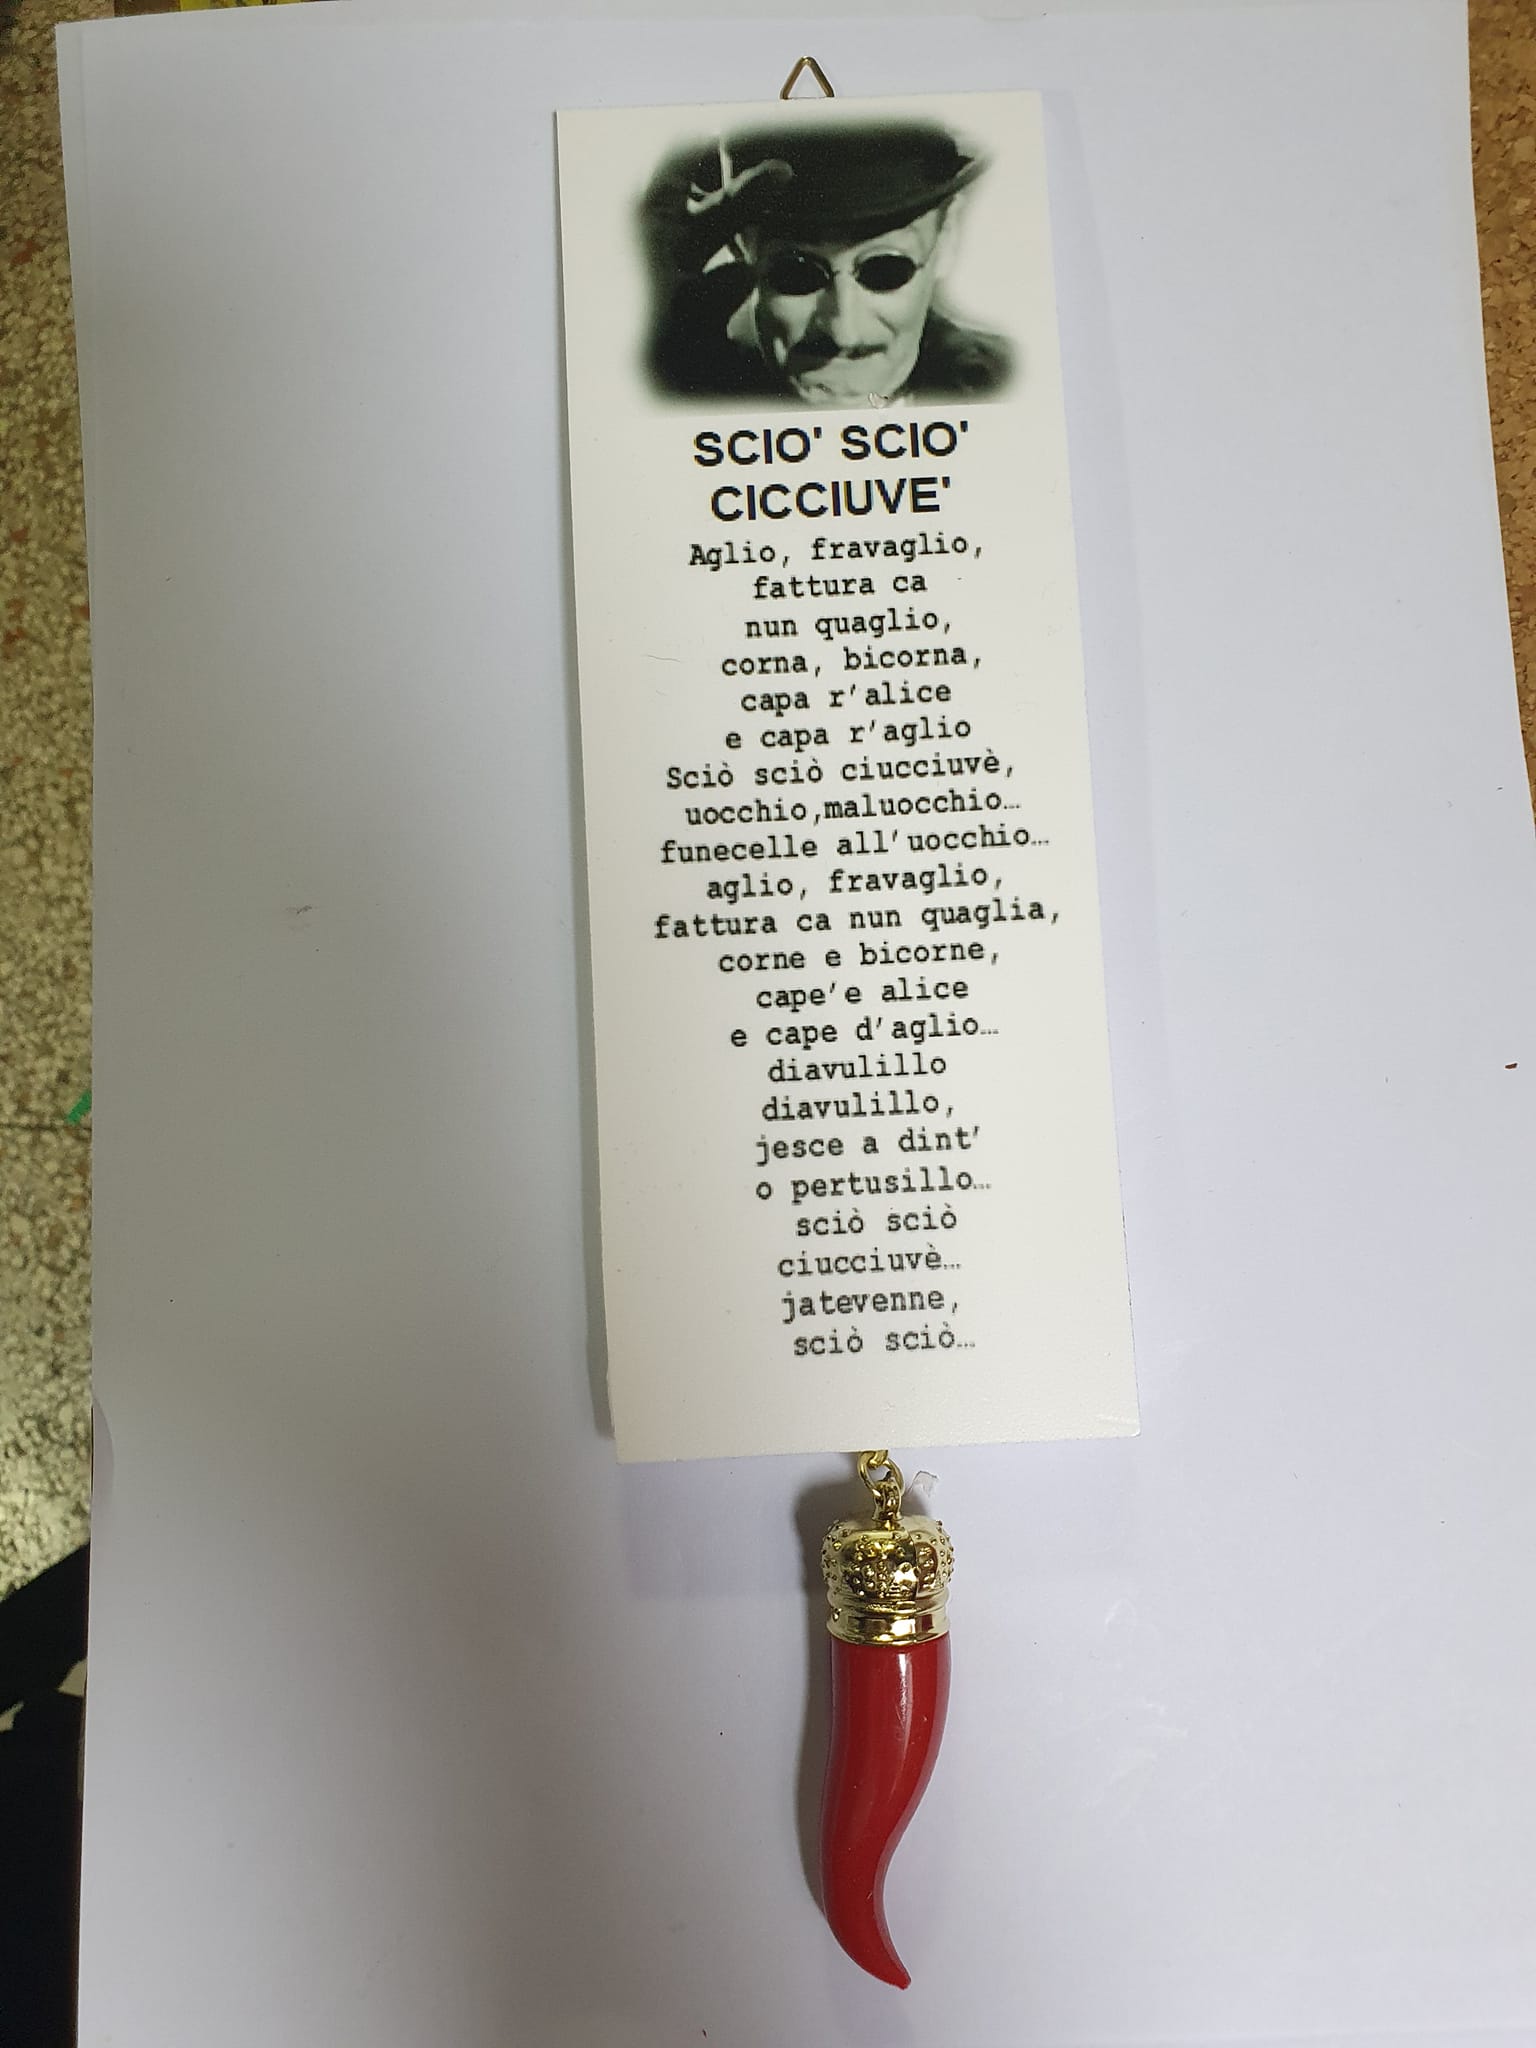 SCIO' SCIO'
CICCIUVE'
Aglio, fravaglio,
fattura ca
nun quaglio,
corna, bicorna,
capa r'alice
e capa r'aglio
Sciò sciò ciucciuvè,
uocchio,maluocchio…
funecelle all'uocchio…
aglio, fravaglio,
fattura ca nun quaglia,
corne e bicorne,
cape'e alice
e cape d'aglio…
diavulillo
diavulillo,
jesce a dint'
o pertusillo…
sciò sciò
ciucciuvè…
jatevenne,
sciò sciò…